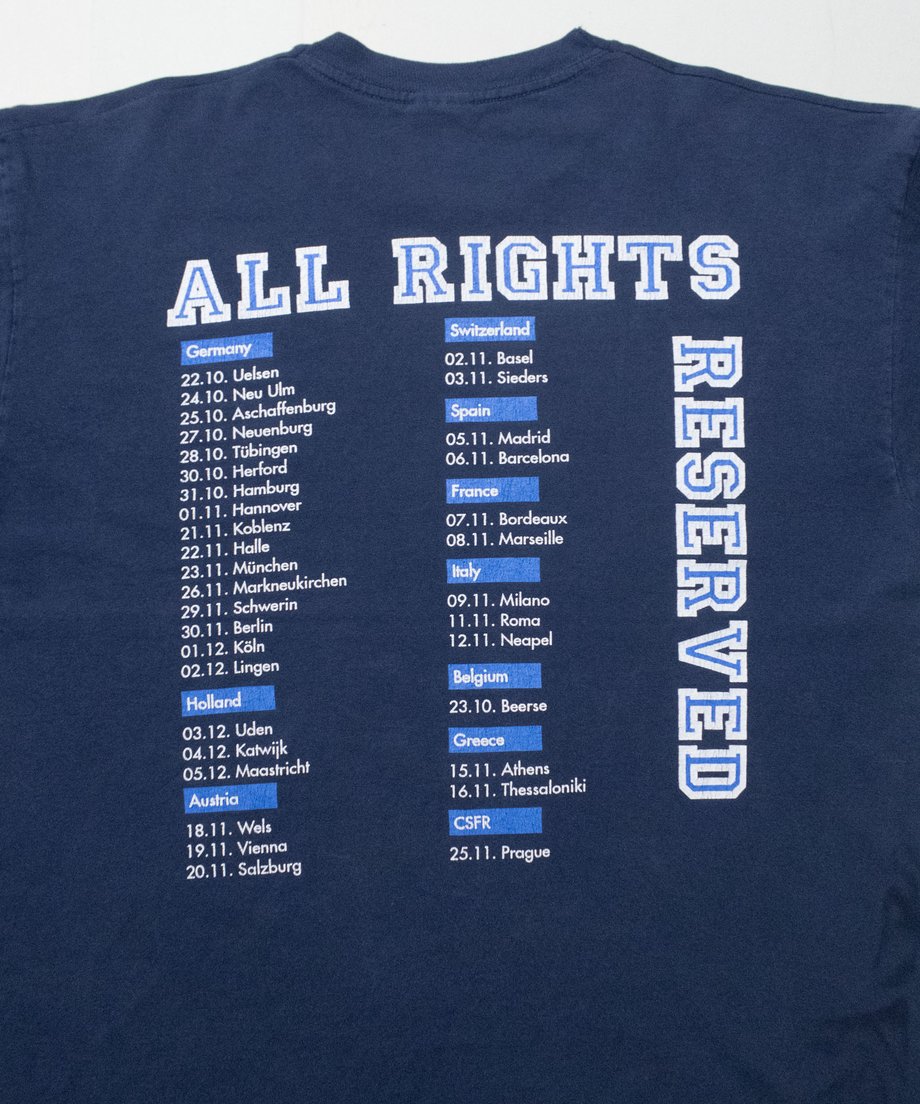 ALL RIGHTS
RESERVED
Germany
22.10. Uelsen
24.10. Neu Ulm
25.10. Aschaffenburg
27.10. Neuenburg
28.10. Tübingen
30.10. Herford
31.10. Hamburg
01.11. Hannover
21.11. Koblenz
22.11. Halle
23.11. München
26.11. Markneukirchen
29.11. Schwerin
30.11. Berlin
01.12. Köln
02.12. Lingen
Holland
03.12. Uden
04.12. Katwijk
05.12. Maastricht
Austria
18.11. Wels
19.11. Vienna
20.11. Salzburg
Switzerland
02.11. Basel
03.11. Sieders
Spain
05.11. Madrid
06.11. Barcelona
France
07.11. Bordeaux
08.11. Marseille
Italy
09.11. Milano
11.11. Roma
12.11. Neapel
Belgium
23.10. Beerse
Greece
15.11. Athens
16.11. Thessaloniki
CSFR
25.11. Prague